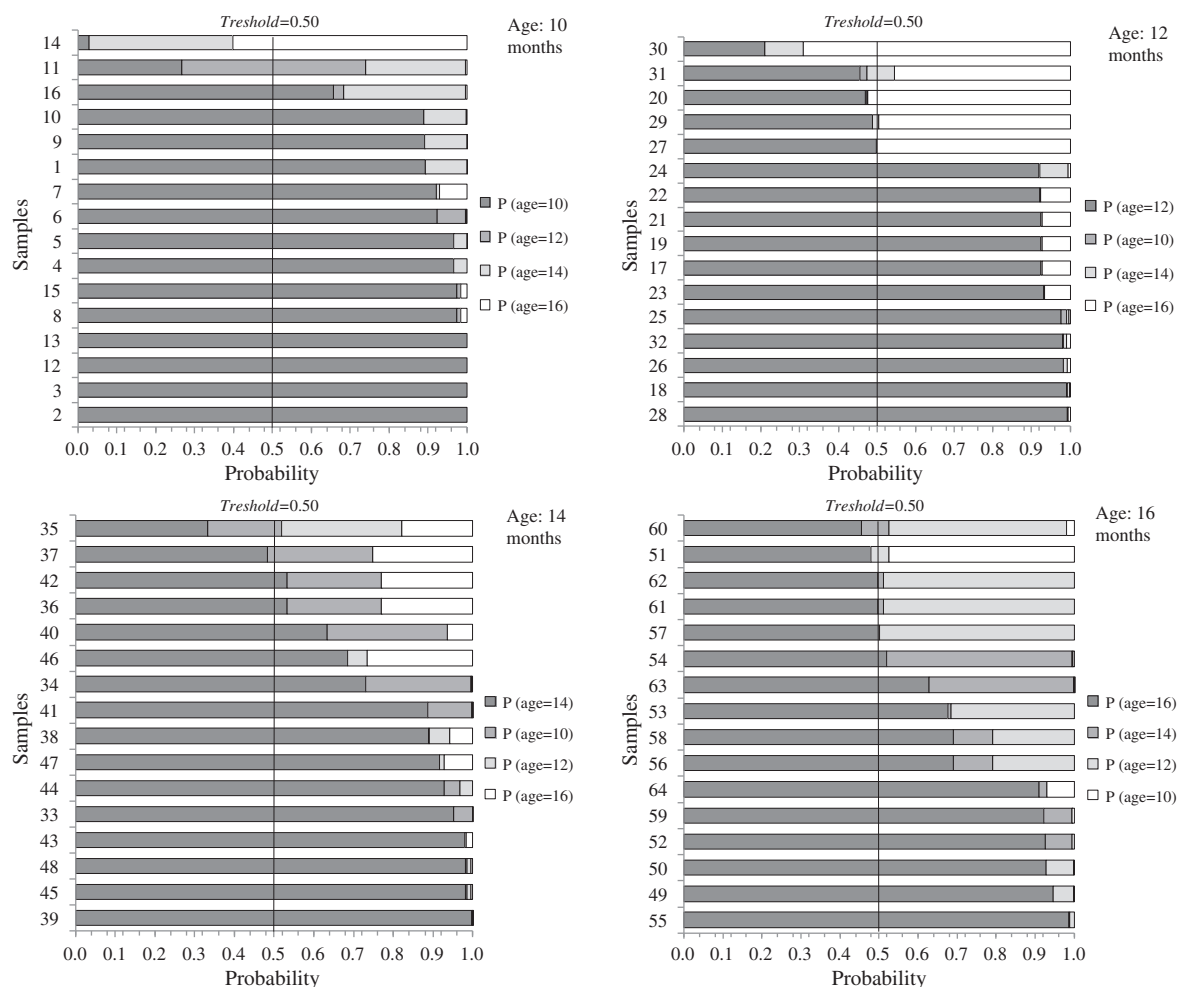 Treshold=0.50
Age: 10
months
14
11
16
10
9
1
7
6
5
4
15
8
13
12
3
2
Samples
P (age=10)
P (age=12)
P (age=14)
P (age=16)
0.0 0.1 0.2 0.3 0.4 0.5 0.6 0.7 0.8 0.9 1.0
Probability
Treshold=0.50
Age: 12
months
30
31
20
29
27
24
22
21
19
17
23
25
32
26
18
28
Samples
P (age=12)
P (age=10)
P (age=14)
P (age=16)
0.0 0.1 0.2 0.3 0.4 0.5 0.6 0.7 0.8 0.9 1.0
Probability
Treshold=0.50
Age: 14
months
35
37
42
36
40
46
34
41
38
47
44
33
43
48
45
39
Samples
P (age=14)
P (age=10)
P (age=12)
P (age=16)
0.0 0.1 0.2 0.3 0.4 0.5 0.6 0.7 0.8 0.9 1.0
Probability
Treshold=0.50
Age: 16
months
60
51
62
61
57
54
63
53
58
56
64
59
52
50
49
55
Samples
P (age=16)
P (age=14)
P (age=12)
P (age=10)
0.0 0.1 0.2 0.3 0.4 0.5 0.6 0.7 0.8 0.9 1.0
Probability